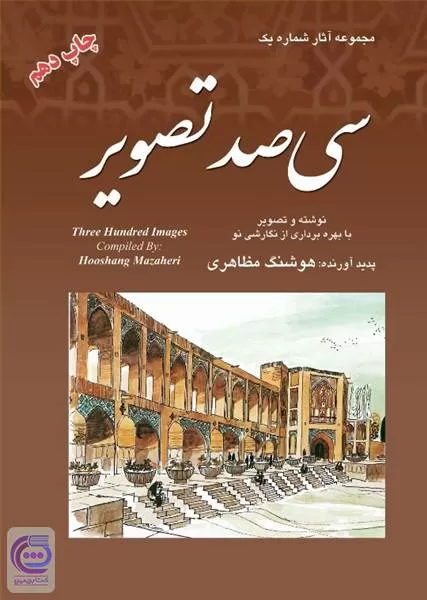 مجموعه آثار شماره یک
چاپ دهم
سی صد تصویر
نوشته و تصویر
با بهره برداری از نگارشی نو
پدید آورنده: هوشنگ مظاهری
Three Hundred Images
Compiled By:
Hooshang Mazaheri